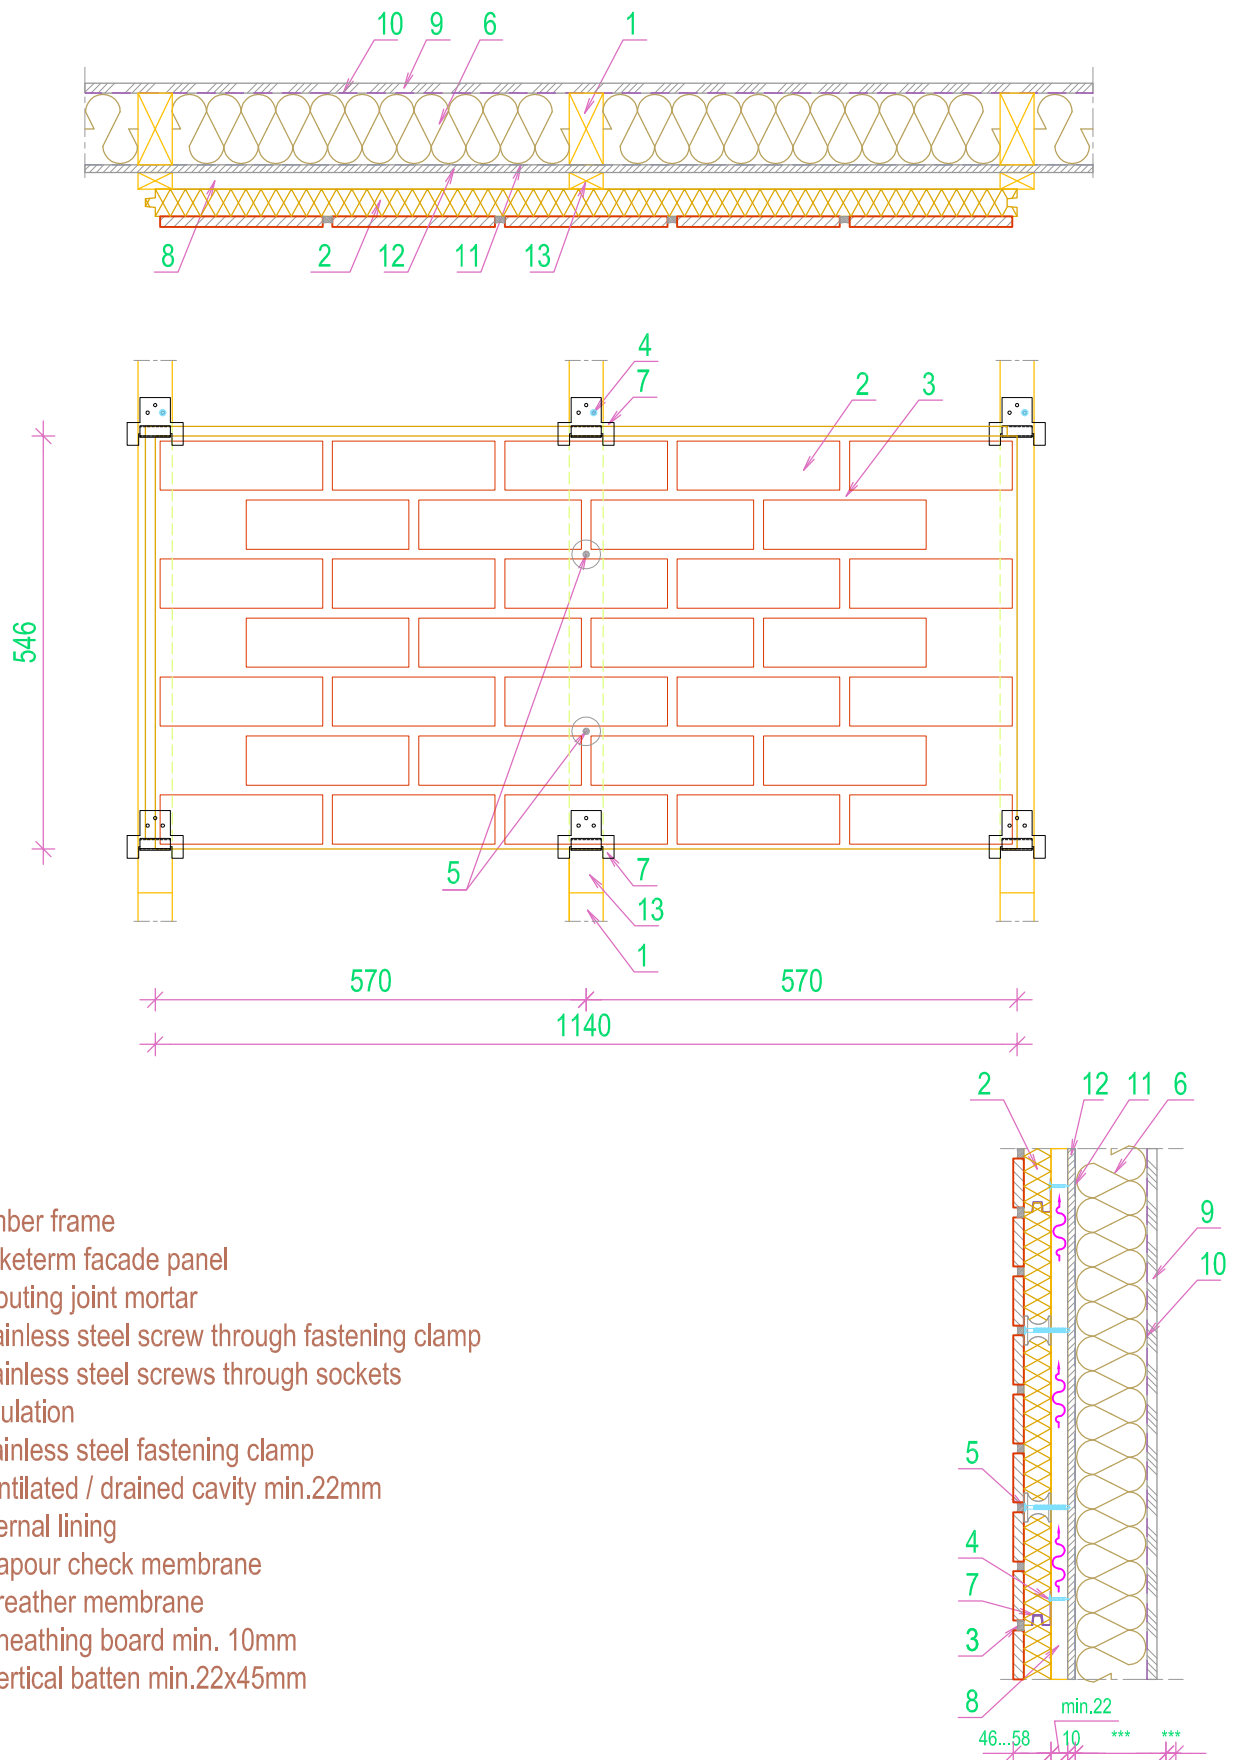 10 9 6 1
8 2 12 11 13
4
7
2 3
546
5
7
13
1
570 570
1140
2 12 11 6
9
10
5
4
7
3
8
min.22
46...58 10 *** ***
nber frame
keterm facade panel
outing joint mortar
ainless steel screw through fastening clamp
ainless steel screws through sockets
ulation
ainless steel fastening clamp
ntilated / drained cavity min.22mm
ernal lining
apour check membrane
reather membrane
heathing board min. 10mm
ertical batten min.22x45mm